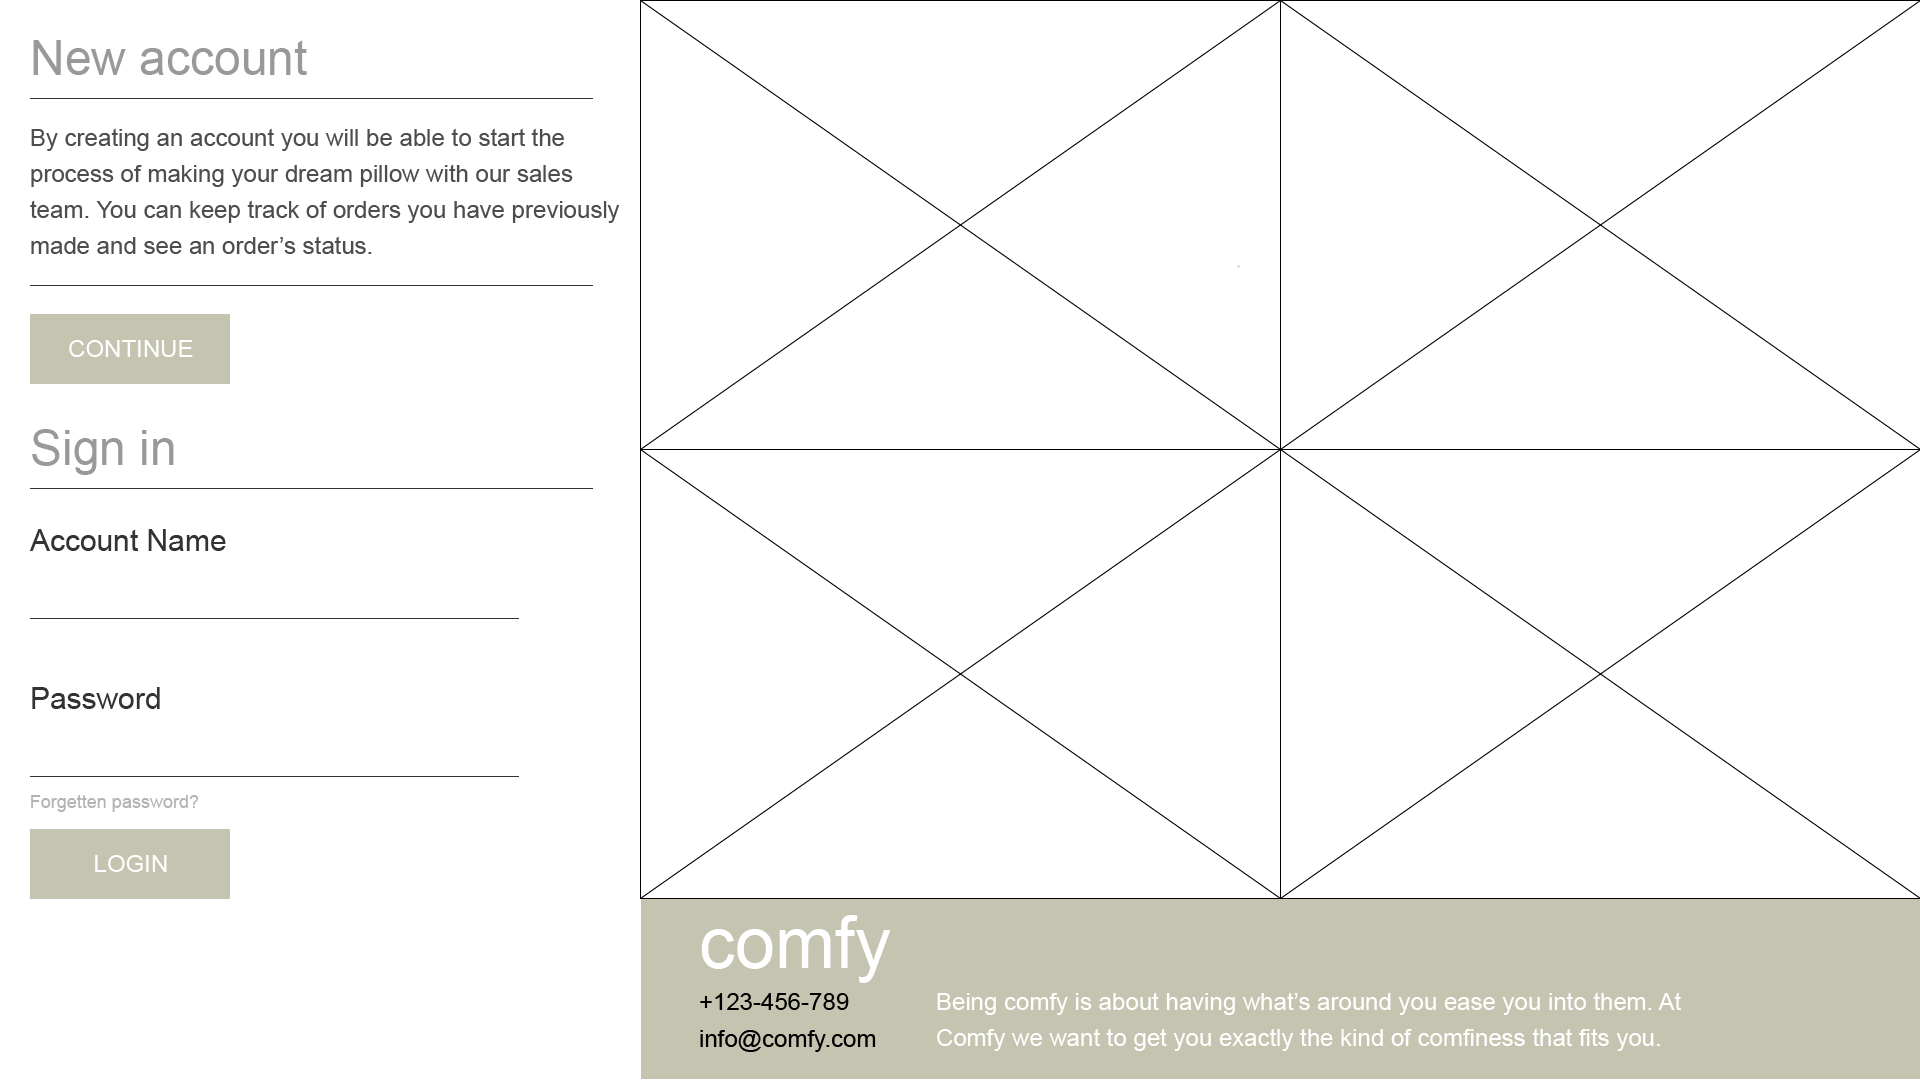 New account
By creating an account you will be able to start the
process of making your dream pillow with our sales
team. You can keep track of orders you have previously
made and see an order’s status.
CONTINUE
Sign in
Account Name
Password
Forgetten password?
LOGIN
comfy
+123-456-789
info@comfy.com
Being comfy is about having what’s around you ease you into them. At
Comfy we want to get you exactly the kind of comfiness that fits you.